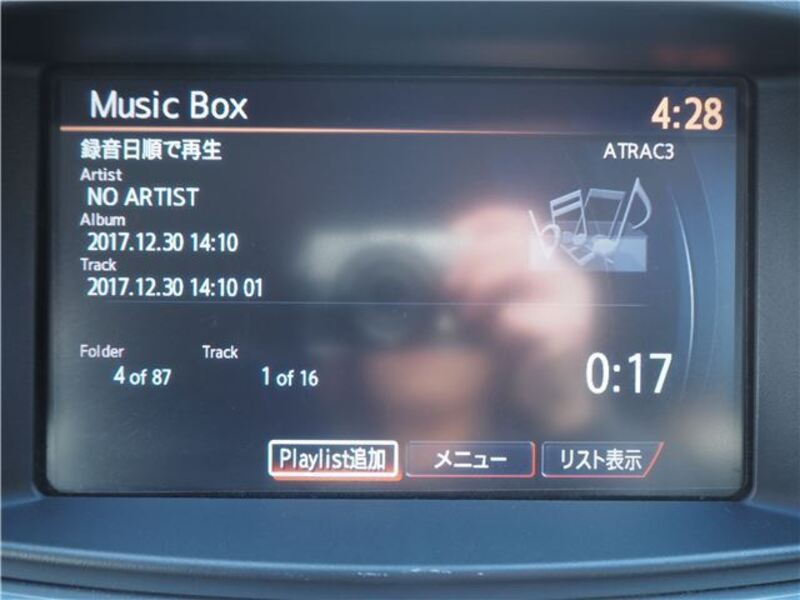 Music Box
4:28
録音日順で再生
ATRAC3
Artist
NO ARTIST
Album
2017.12.30 14:10
Track
2017.12.30 14:10 01
Folder
Track
4 of 87
1 of 16
0:17
Playlist追加
メニュー
リスト表示